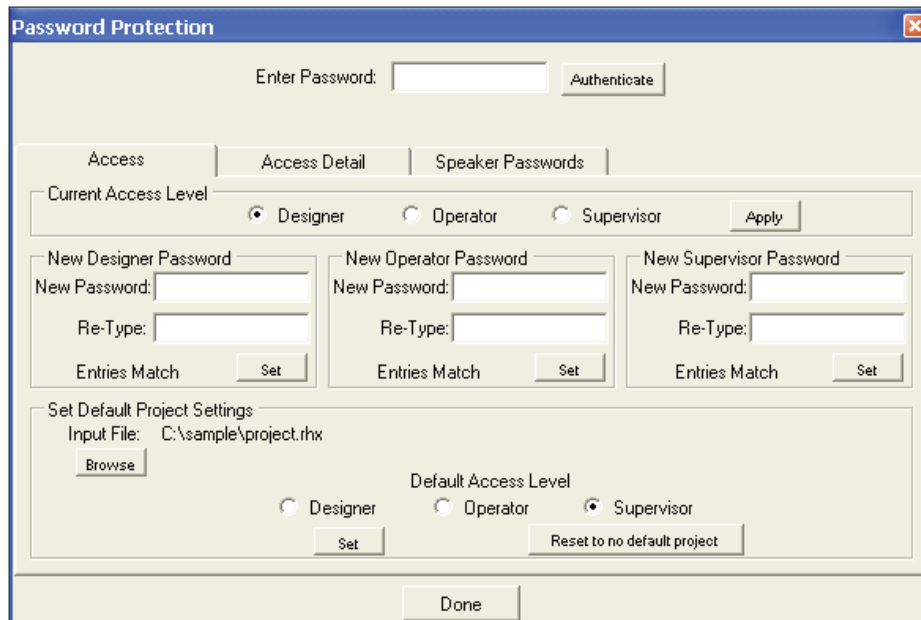 Password Protection
Enter Password: Authenticate
Access Access Detail Speaker Passwords
Current Access Level
Designer Operator Supervisor Apply
New Designer Password New Operator Password New Supervisor Password
New Password: New Password: New Password:
Re-Type: Re-Type: Re-Type:
Entries Match Set Entries Match Set Entries Match Set
Set Default Project Settings
Input File: C:\sample\project.rhx
Browse
Default Access Level
Designer Operator Supervisor
Set Reset to no default project
Done